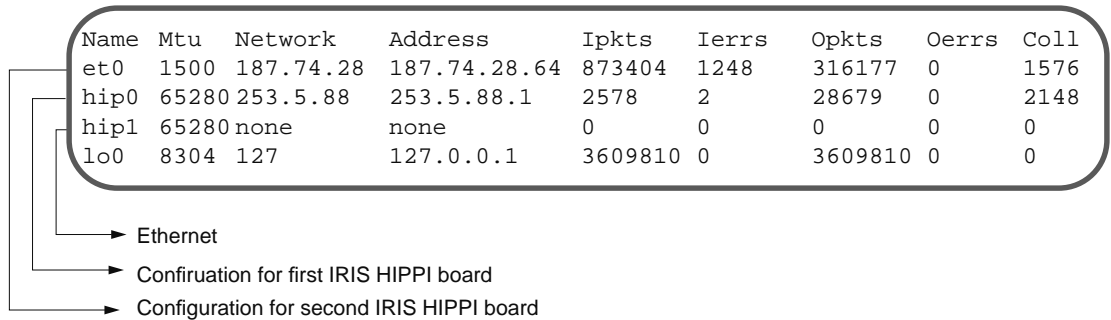 Name Mtu Network Address Ipkts Ierrs Opkts Oerrs Coll
et0 1500 187.74.28 187.74.28.64 873404 1248 316177 0 1576
hip0 65280 253.5.88 253.5.88.1 2578 2 28679 0 2148
hip1 65280 none none 0 0 0 0 0
lo0 8304 127 127.0.0.1 3609810 0 3609810 0 0
Ethernet
Confiruation for first IRIS HIPPI board
Configuration for second IRIS HIPPI board